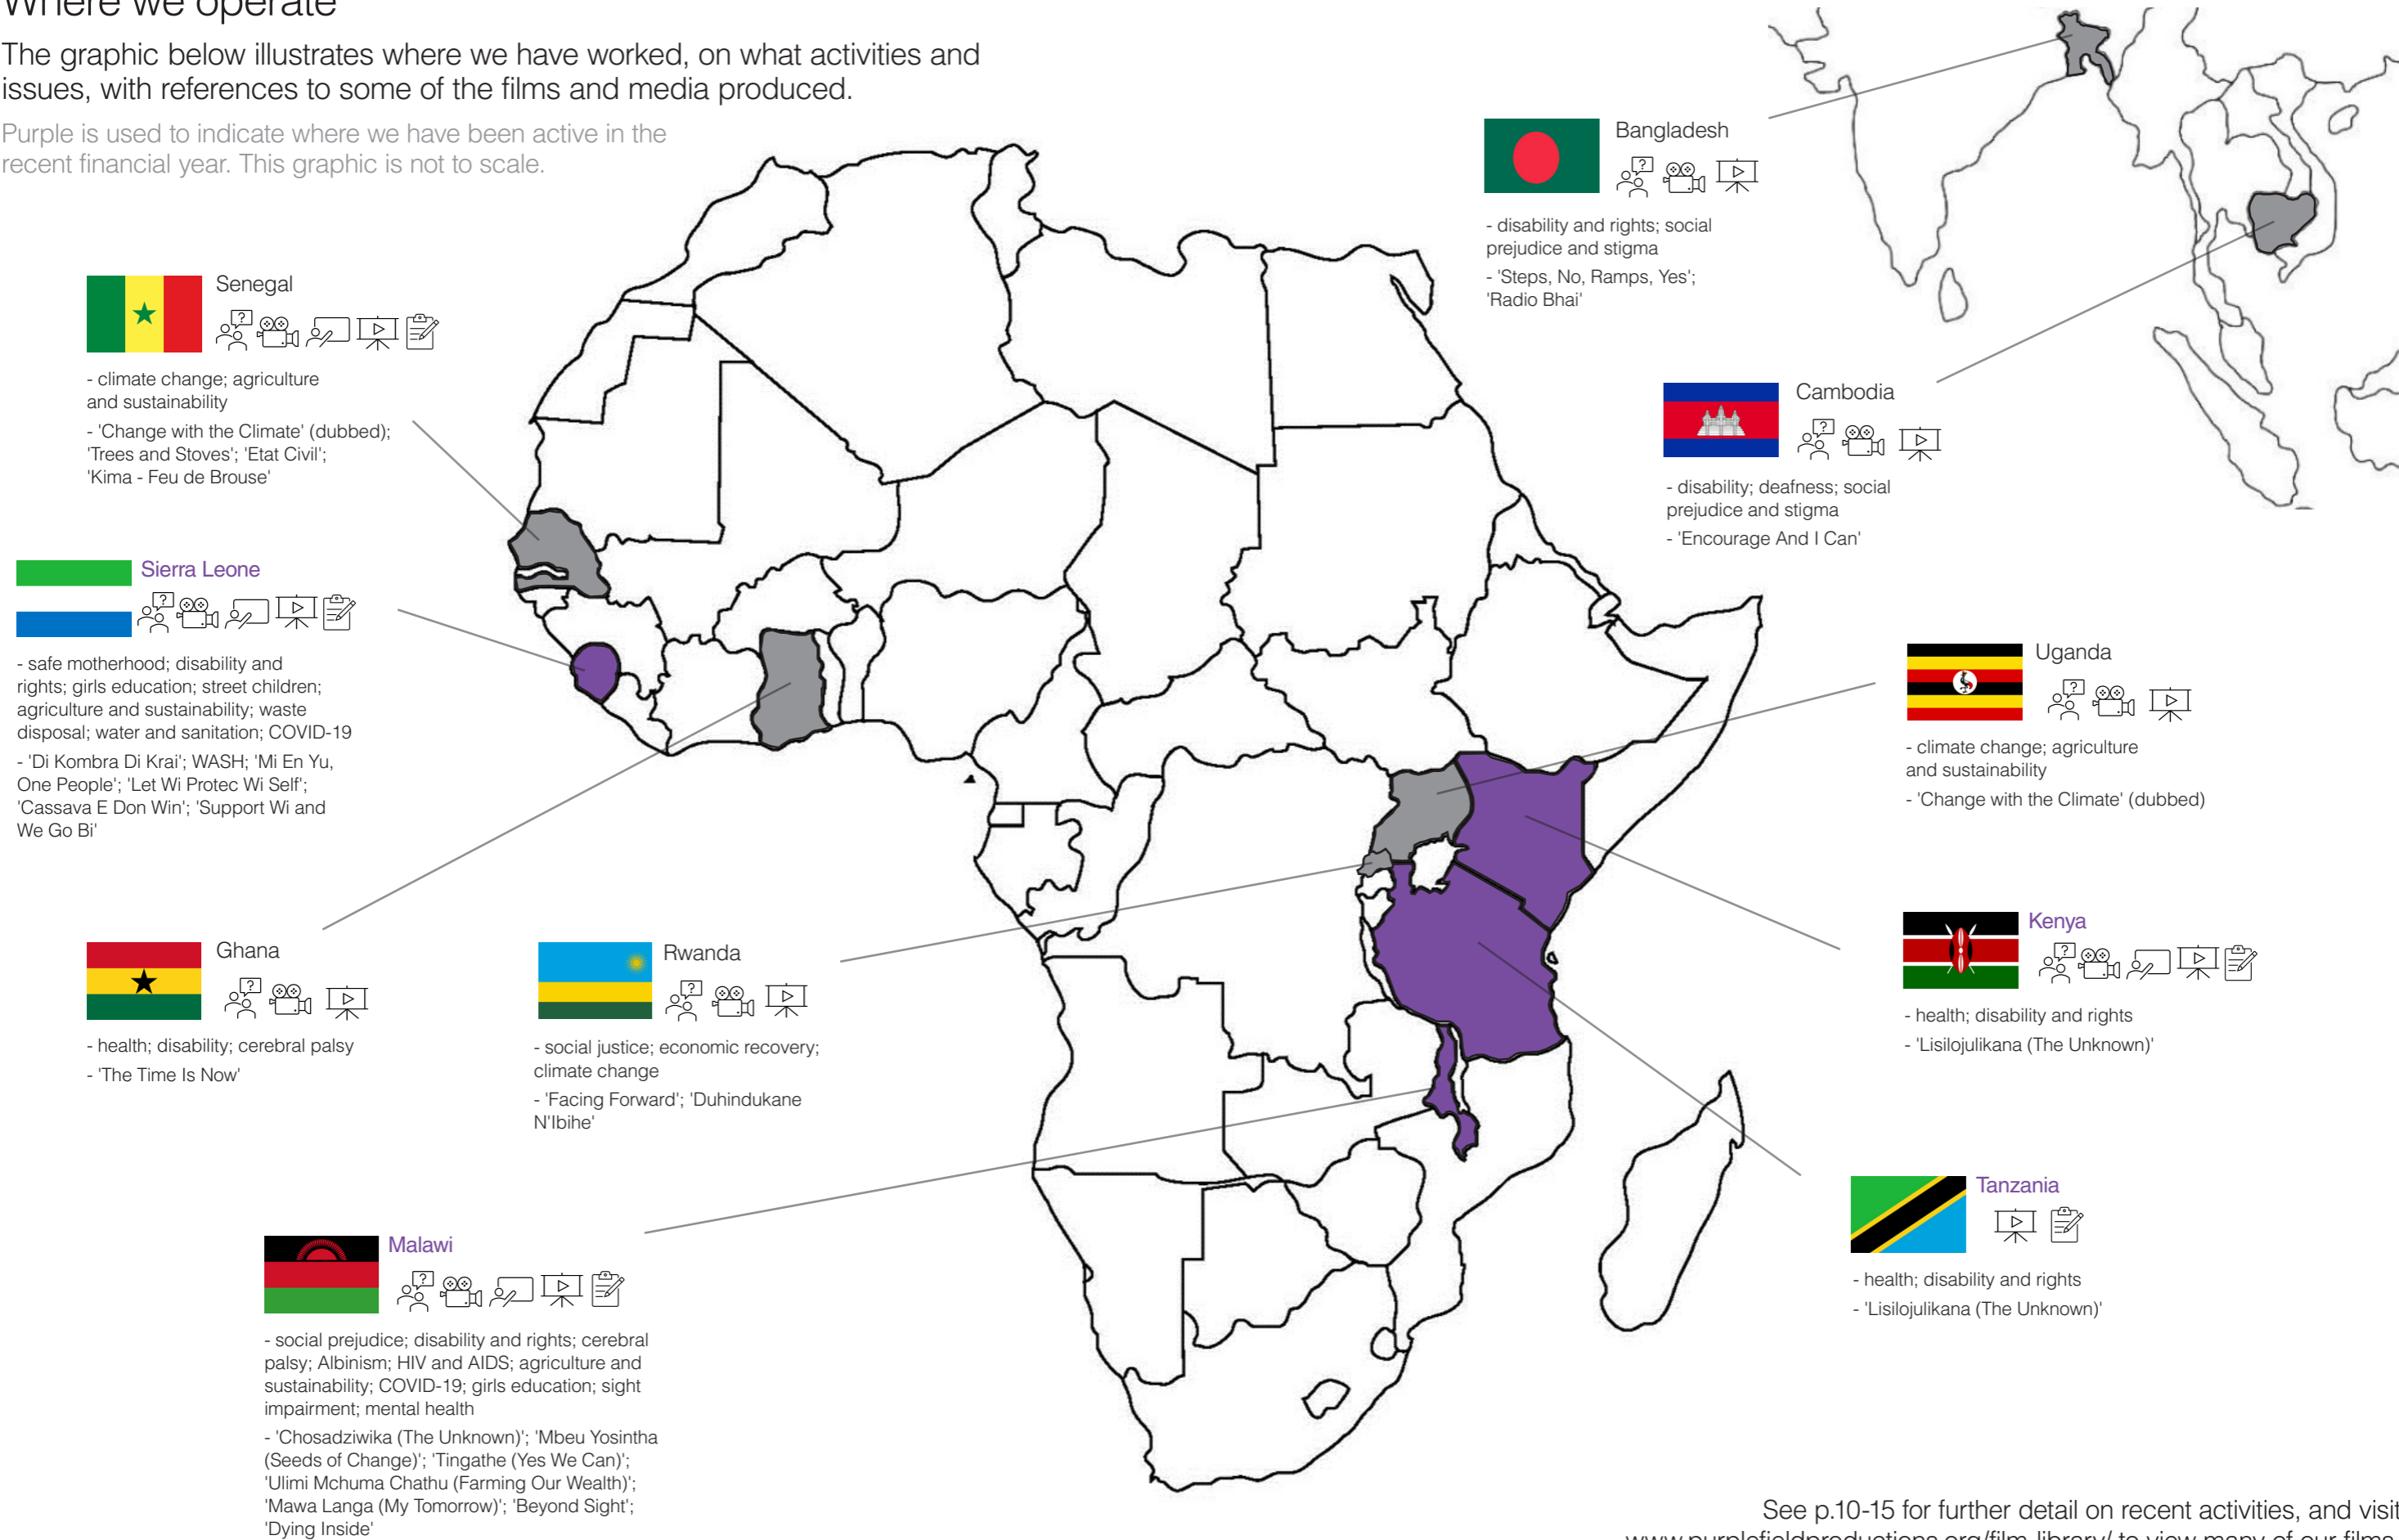 Where we operate
The graphic below illustrates where we have worked, on what activities and
issues, with references to some of the films and media produced.
Purple is used to indicate where we have been active in the
recent financial year. This graphic is not to scale.
Senegal
- climate change; agriculture
and sustainability
- 'Change with the Climate' (dubbed);
'Trees and Stoves'; 'Etat Civil';
'Kima - Feu de Brouse'
Sierra Leone
- safe motherhood; disability and
rights; girls education; street children;
agriculture and sustainability; waste
disposal; water and sanitation; COVID-19
- 'Di Kombra Di Krai'; WASH; 'Mi En Yu,
One People'; 'Let Wi Protec Wi Self';
'Cassava E Don Win'; 'Support Wi and
We Go Bi'
Ghana
- health; disability; cerebral palsy
- 'The Time Is Now'
Rwanda
- social justice; economic recovery;
climate change
- 'Facing Forward'; 'Duhindukane
N'Ibihe'
Malawi
- social prejudice; disability and rights; cerebral
palsy; Albinism; HIV and AIDS; agriculture and
sustainability; COVID-19; girls education; sight
impairment; mental health
- 'Chosadziwika (The Unknown)'; 'Mbeu Yosintha
(Seeds of Change)'; 'Tingathe (Yes We Can)';
'Ulimi Mchuma Chathu (Farming Our Wealth)';
'Mawa Langa (My Tomorrow)'; 'Beyond Sight';
'Dying Inside'
Bangladesh
- disability and rights; social
prejudice and stigma
- 'Steps, No, Ramps, Yes';
'Radio Bhai'
Cambodia
- disability; deafness; social
prejudice and stigma
- 'Encourage And I Can'
Uganda
- climate change; agriculture
and sustainability
- 'Change with the Climate' (dubbed)
Kenya
- health; disability and rights
- 'Lisilojulikana (The Unknown)'
Tanzania
- health; disability and rights
- 'Lisilojulikana (The Unknown)'
See p.10-15 for further detail on recent activities, and visit
www.purplefieldproductions.org/film-library/ to view many of our films.